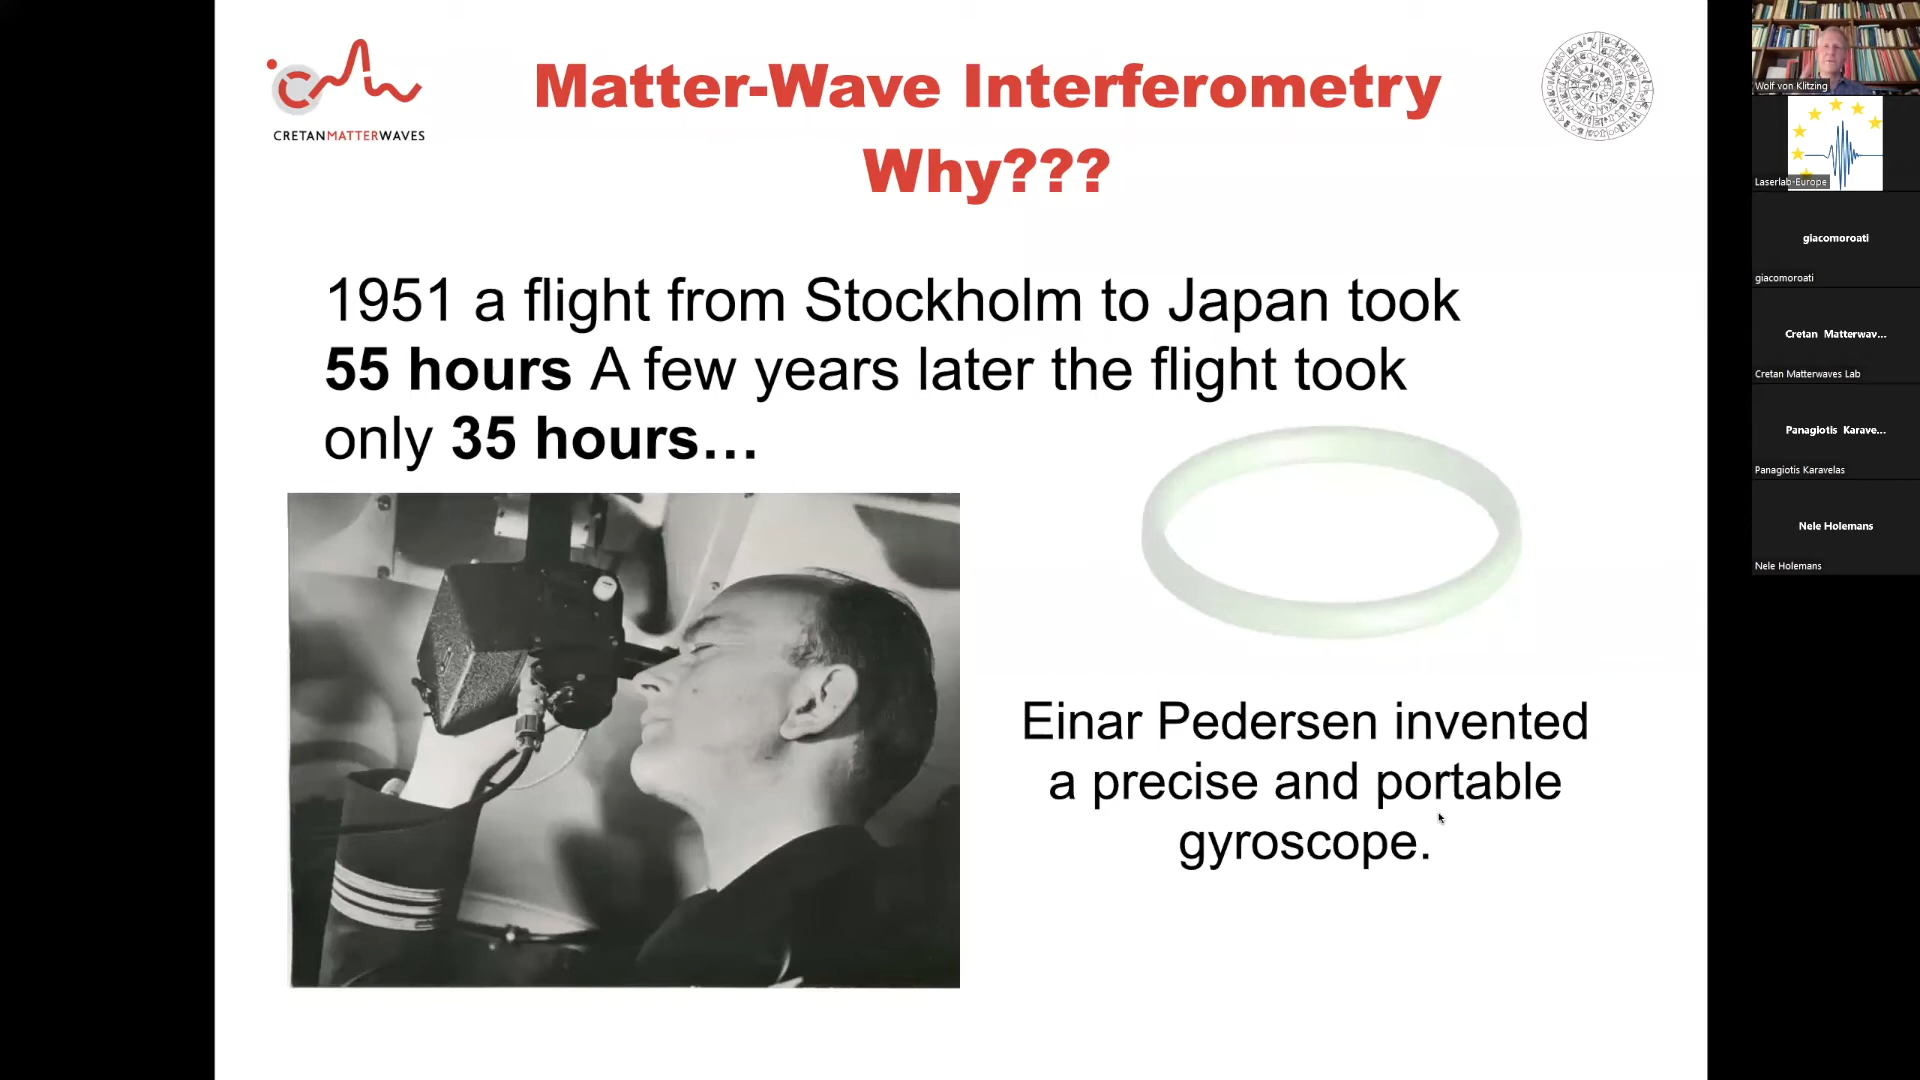 Matter-Wave Interferometry
Why???
CRETANMATTERWAVES
1951 a flight from Stockholm to Japan took
55 hours A few years later the flight took
only 35 hours...
Einar Pedersen invented
a precise and portable
gyroscope.
Wolf von Klitzing
Laserlab-Europe
giacomoroati
giacomoroati
Cretan Matterwav...
Cretan Matterwaves Lab
Panagiotis Karave...
Panagiotis Karavelas
Nele Holemans
Nele Holemans